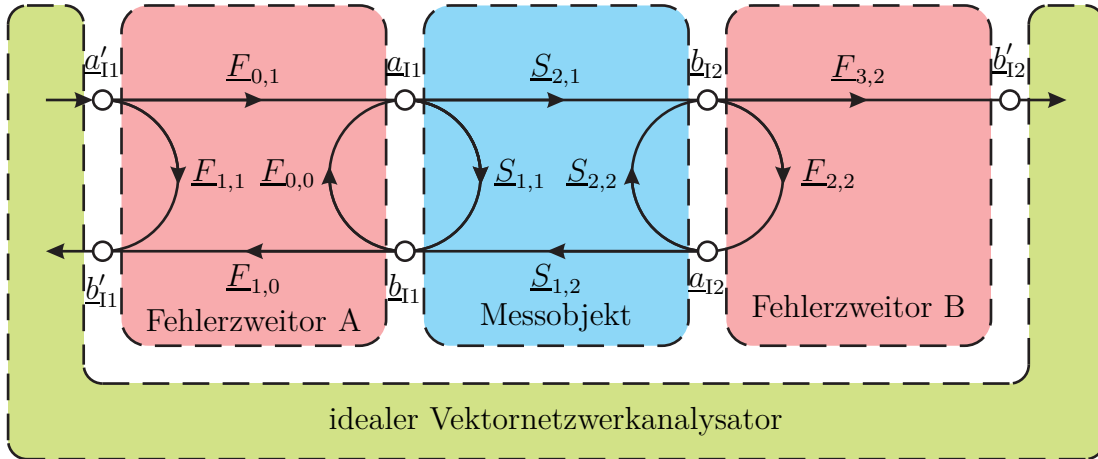 a′I1 F0,1 aI1 S2,1 bI2 F3,2 b′I2
F1,1 F0,0 S1,1 S2,2 F2,2
b′I1 F1,0 bI1 S1,2 aI2
Fehlerzweitor A Messobjekt Fehlerzweitor B
idealer Vektornetzwerkanalysator